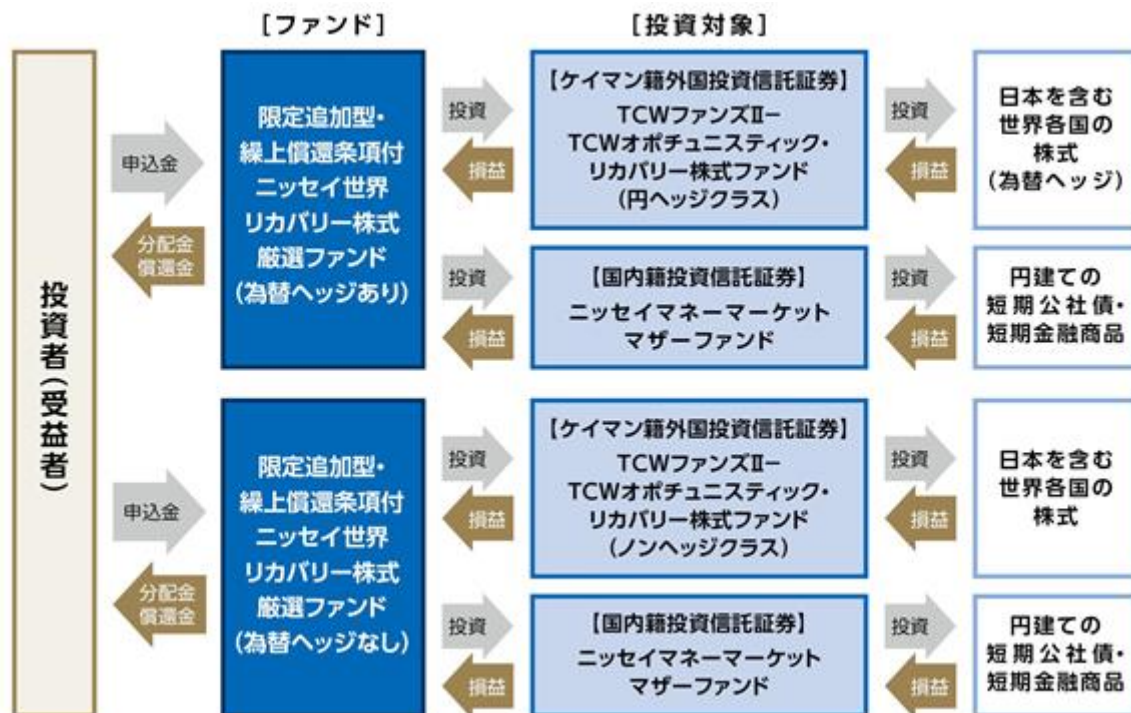 [ファンド]
[投資対象]
投資者(受益者)
申込金
分配金
償還金
限定追加型・
繰上償還条項付
ニッセイ世界
リカバリー株式
厳選ファンド
(為替ヘッジあり)
投資
損益
【ケイマン籍外国投資信託証券】
TCWファンズⅡー
TCWオポチュニスティック・
リカバリー株式ファンド
(円ヘッジクラス)
投資
損益
日本を含む
世界各国の
株式
(為替ヘッジ)
投資
損益
【国内籍投資信託証券】
ニッセイマネーマーケット
マザーファンド
投資
損益
円建ての
短期公社債・
短期金融商品
申込金
分配金
償還金
限定追加型・
繰上償還条項付
ニッセイ世界
リカバリー株式
厳選ファンド
(為替ヘッジなし)
投資
損益
【ケイマン籍外国投資信託証券】
TCWファンズⅡー
TCWオポチュニスティック・
リカバリー株式ファンド
(ノンヘッジクラス)
投資
損益
日本を含む
世界各国の
株式
投資
損益
【国内籍投資信託証券】
ニッセイマネーマーケット
マザーファンド
投資
損益
円建ての
短期公社債・
短期金融商品